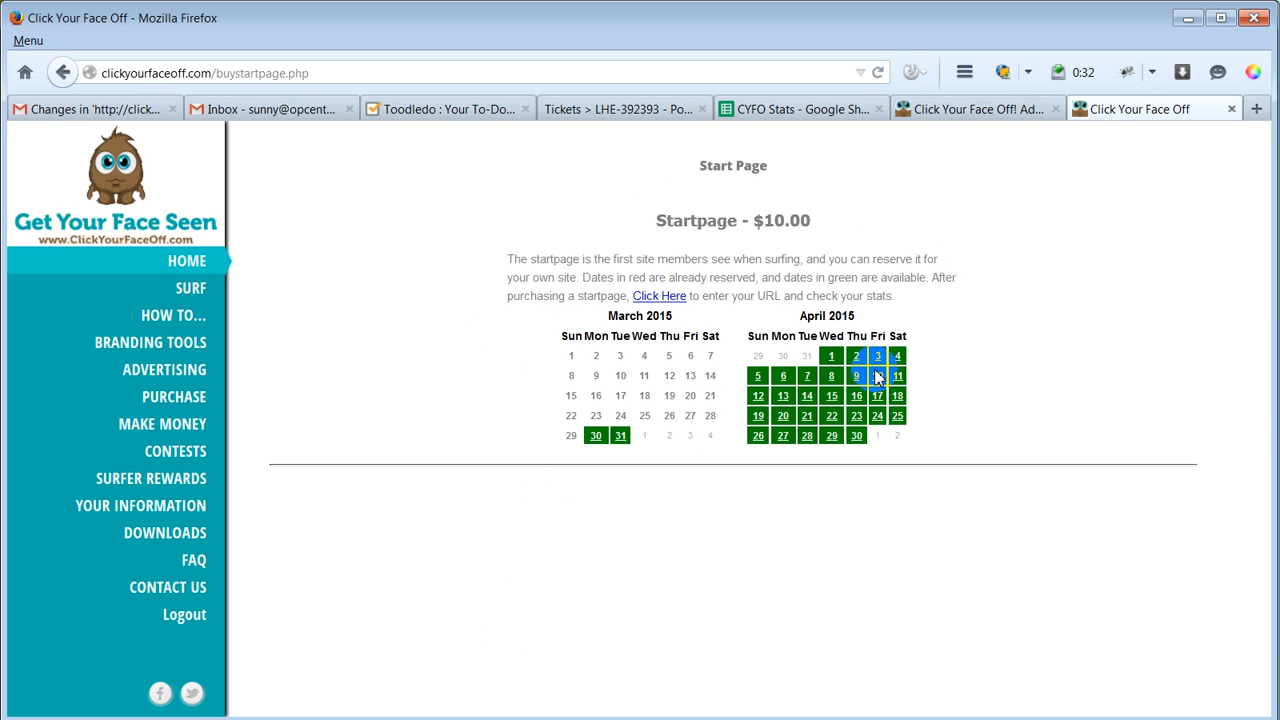 Click Your Face Off - Mozilla Firefox
Menu
clickyourfaceoff.com/buystartpage.php
0:32
Changes in 'http://click...
Inbox - sunny@opcent...
Toodledo : Your To-Do...
Tickets > LHE-392393 - Po...
CYFO Stats - Google Sh...
Click Your Face Off! Ad...
Click Your Face Off
Get Your Face Seen
www.ClickYourFaceOff.com
HOME
SURF
HOW TO...
BRANDING TOOLS
ADVERTISING
PURCHASE
MAKE MONEY
CONTESTS
SURFER REWARDS
YOUR INFORMATION
DOWNLOADS
FAQ
CONTACT US
Logout
Start Page
Startpage - $10.00
The startpage is the first site members see when surfing, and you can reserve it for
your own site. Dates in red are already reserved, and dates in green are available. After
purchasing a startpage, Click Here to enter your URL and check your stats.
March 2015
Sun Mon Tue Wed Thu Fri Sat
1 2 3 4 5 6 7
8 9 10 11 12 13 14
15 16 17 18 19 20 21
22 23 24 25 26 27 28
29 30 31 1 2 3 4
April 2015
Sun Mon Tue Wed Thu Fri Sat
29 30 31 1 2 3 4
5 6 7 8 9 11
12 13 14 15 16 17 18
19 20 21 22 23 24 25
26 27 28 29 30 1 2